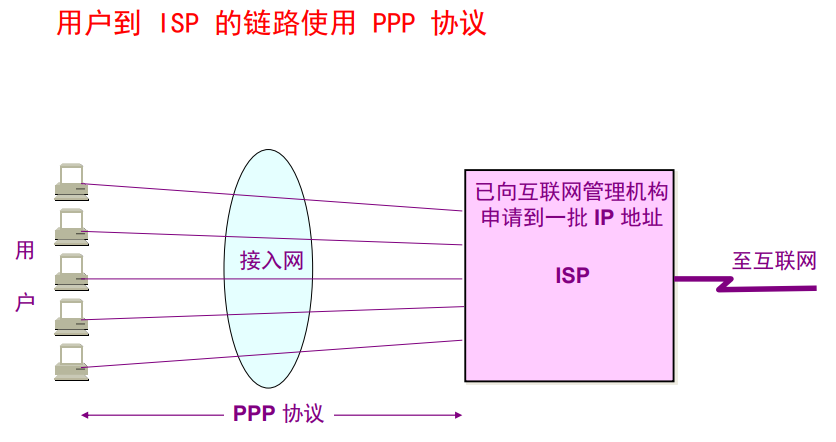 用户到 ISP 的链路使用 PPP 协议
已向互联网管理机构
申请到一批 IP 地址
用
户
接入网
ISP
至互联网
PPP 协议